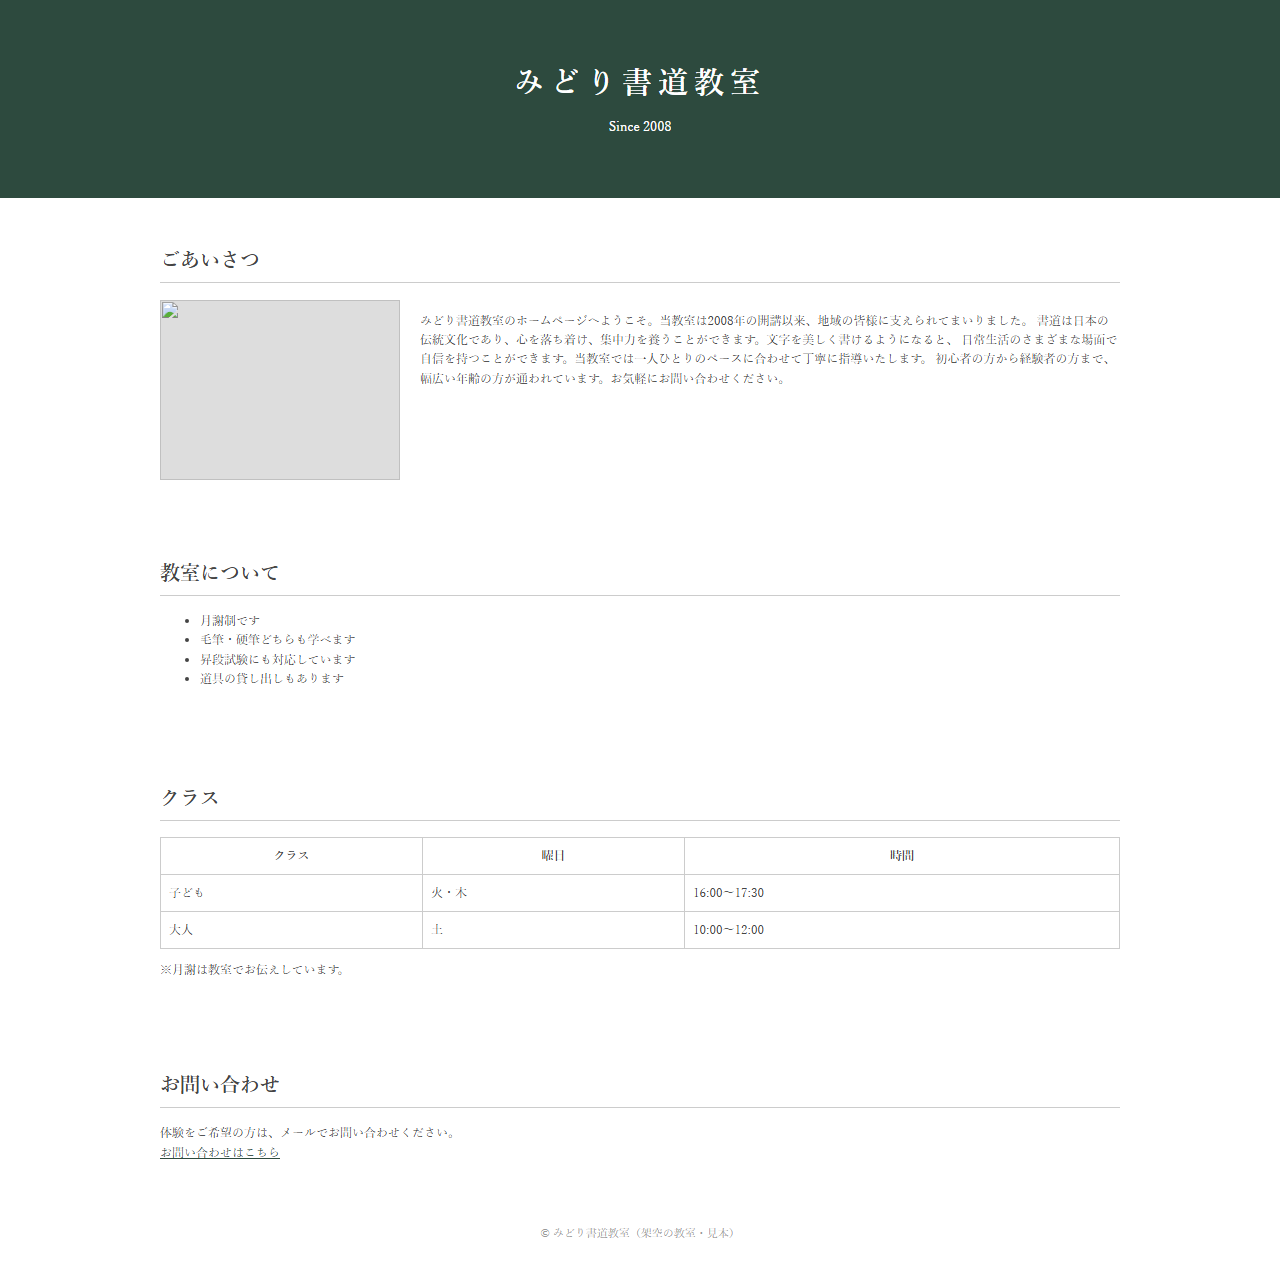 みどり書道教室
Since 2008
ごあいさつ
みどり書道教室のホームページへようこそ。当教室は2008年の開講以来、地域の皆様に支えられてまいりました。 書道は日本の
伝統文化であり、心を落ち着け、集中力を養うことができます。文字を美しく書けるようになると、 日常生活のさまざまな場面で
自信を持つことができます。当教室では一人ひとりのペースに合わせて丁寧に指導いたします。 初心者の方から経験者の方まで、
幅広い年齢の方が通われています。お気軽にお問い合わせください。
教室について
• 月謝制です
• 毛筆・硬筆どちらも学べます
• 昇段試験にも対応しています
• 道具の貸し出しもあります
クラス
クラス 曜日 時間
子ども 火・木 16:00〜17:30
大人 土 10:00〜12:00
※月謝は教室でお伝えしています。
お問い合わせ
体験をご希望の方は、メールでお問い合わせください。
お問い合わせはこちら
© みどり書道教室（架空の教室・見本）